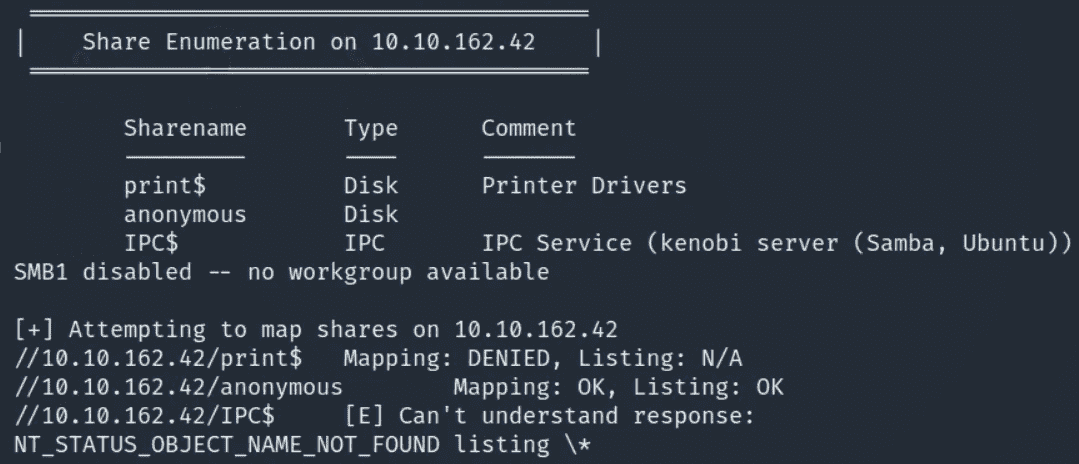 | Share Enumeration on 10.10.162.42 |
Sharename Type Comment
print$ Disk Printer Drivers
anonymous Disk
IPC$ IPC IPC Service (kenobi server (Samba, Ubuntu))
SMB1 disabled -- no workgroup available
[+] Attempting to map shares on 10.10.162.42
//10.10.162.42/print$ Mapping: DENIED, Listing: N/A
//10.10.162.42/anonymous Mapping: OK, Listing: OK
//10.10.162.42/IPC$ [E] Can't understand response:
NT_STATUS_OBJECT_NAME_NOT_FOUND listing \*